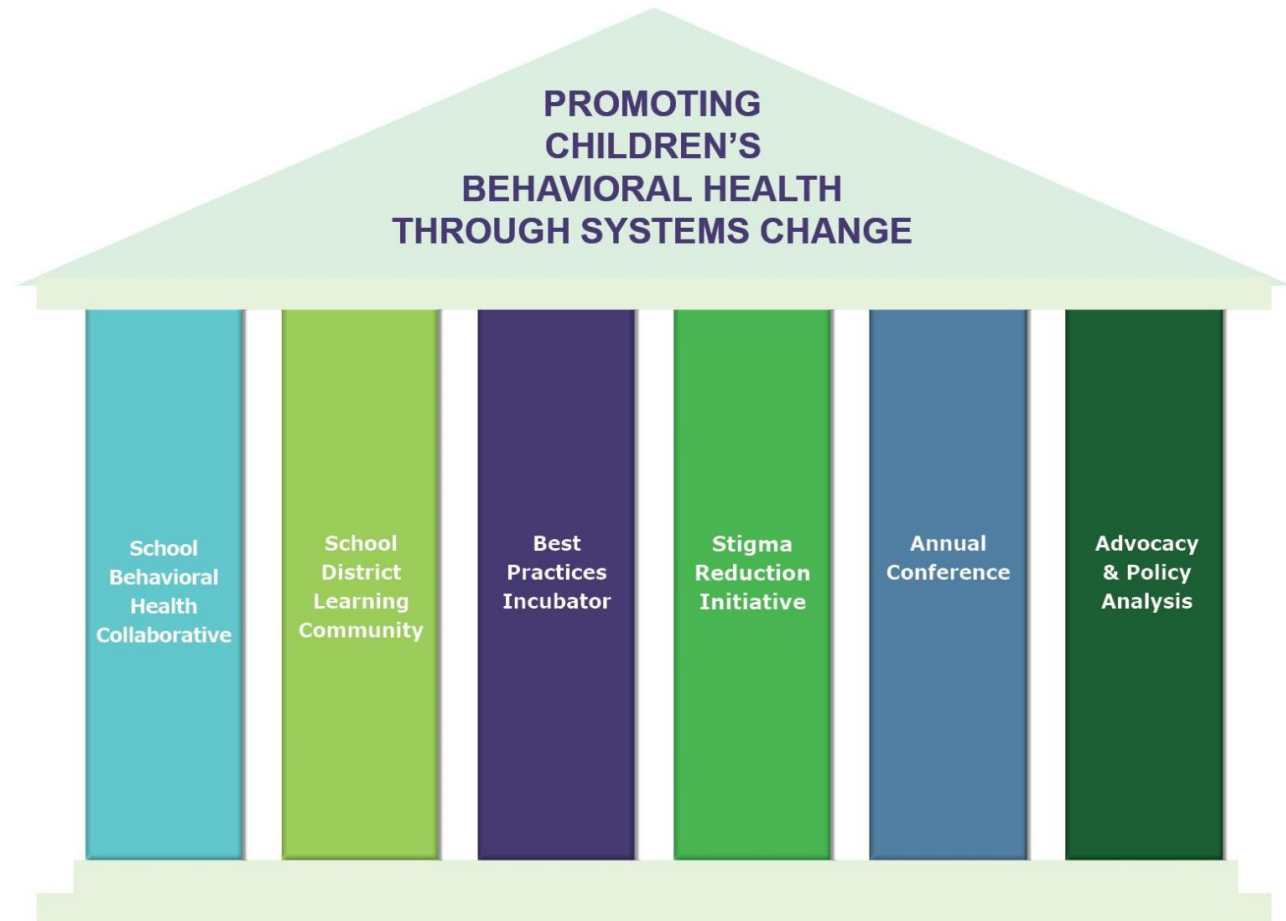 PROMOTING
CHILDREN’S
BEHAVIORAL HEALTH
THROUGH SYSTEMS CHANGE
School
Behavioral
Health
Collaborative
School
District
Learning
Community
Best
Practices
Incubator
Stigma
Reduction
Initiative
Annual
Conference
Advocacy
& Policy
Analysis